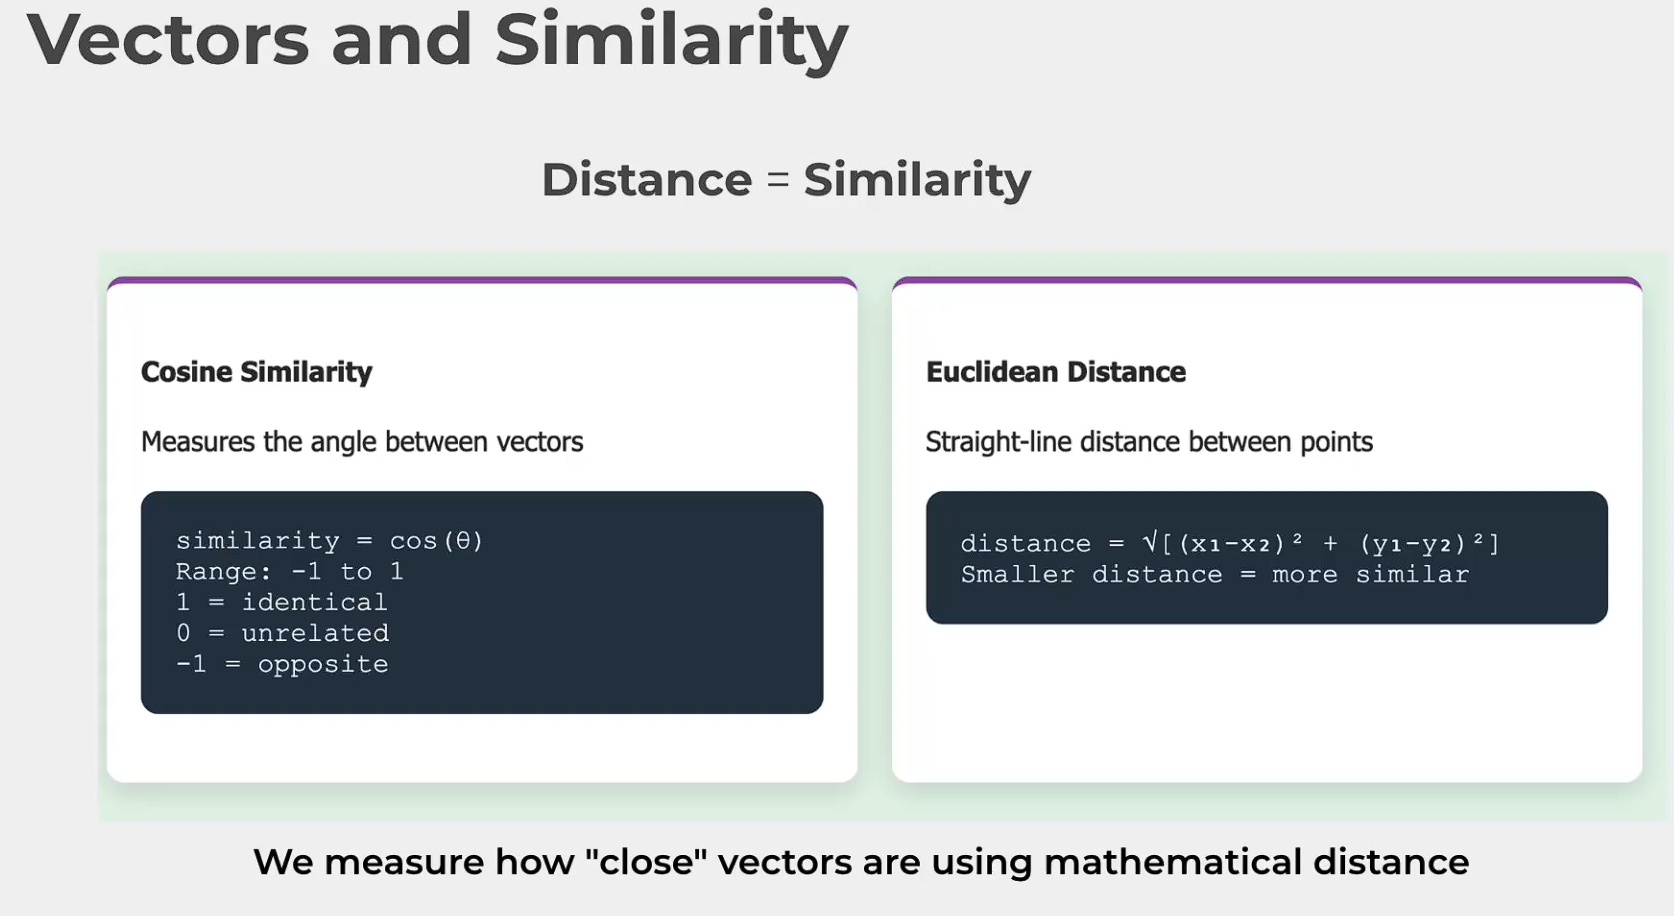 Vectors and Similarity
Distance = Similarity
Cosine Similarity
Measures the angle between vectors
similarity = cos(θ)
Range: -1 to 1
1 = identical
0 = unrelated
-1 = opposite
Euclidean Distance
Straight-line distance between points
distance = √[(x₁-x₂)² + (y₁-y₂)²]
Smaller distance = more similar
We measure how "close" vectors are using mathematical distance